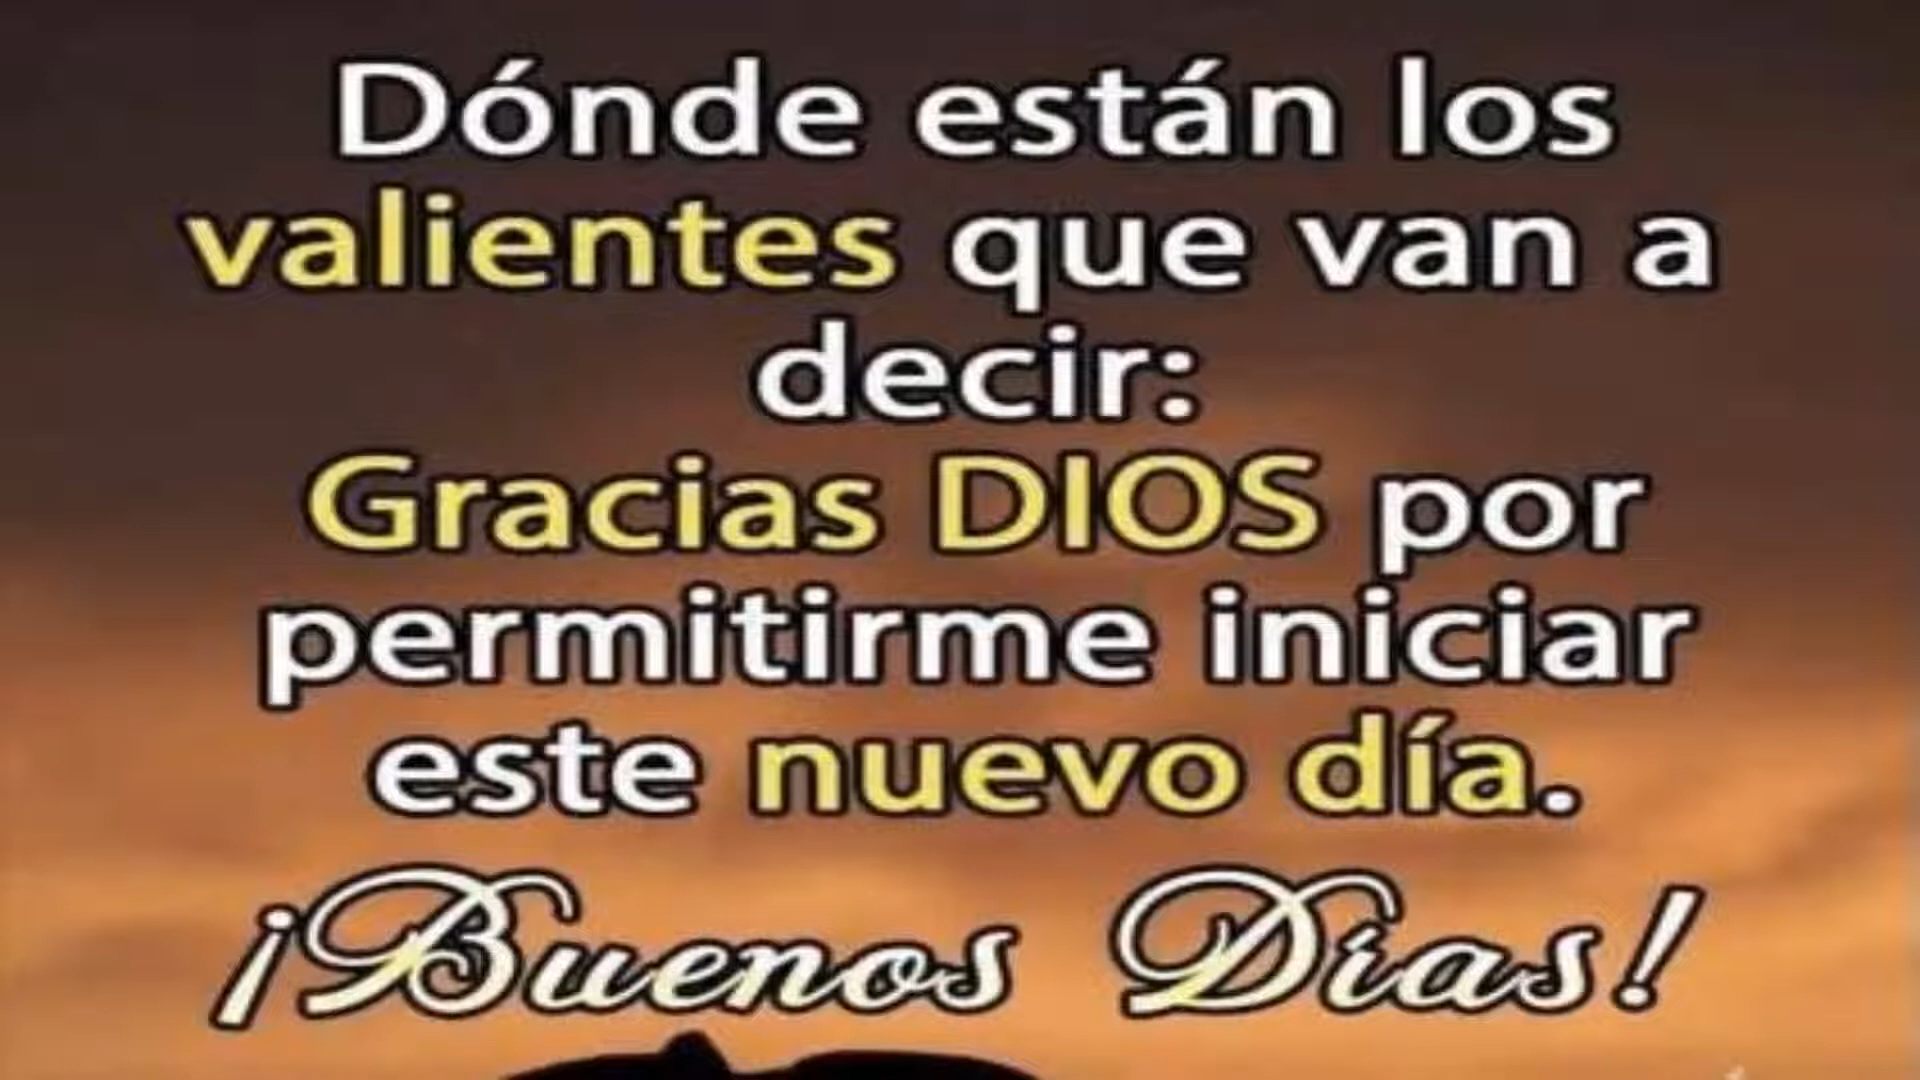 Dónde están los
valientes que van a
decir:
Gracias DIOS por
permitirme iniciar
este nuevo día.
¡Buenos Días!